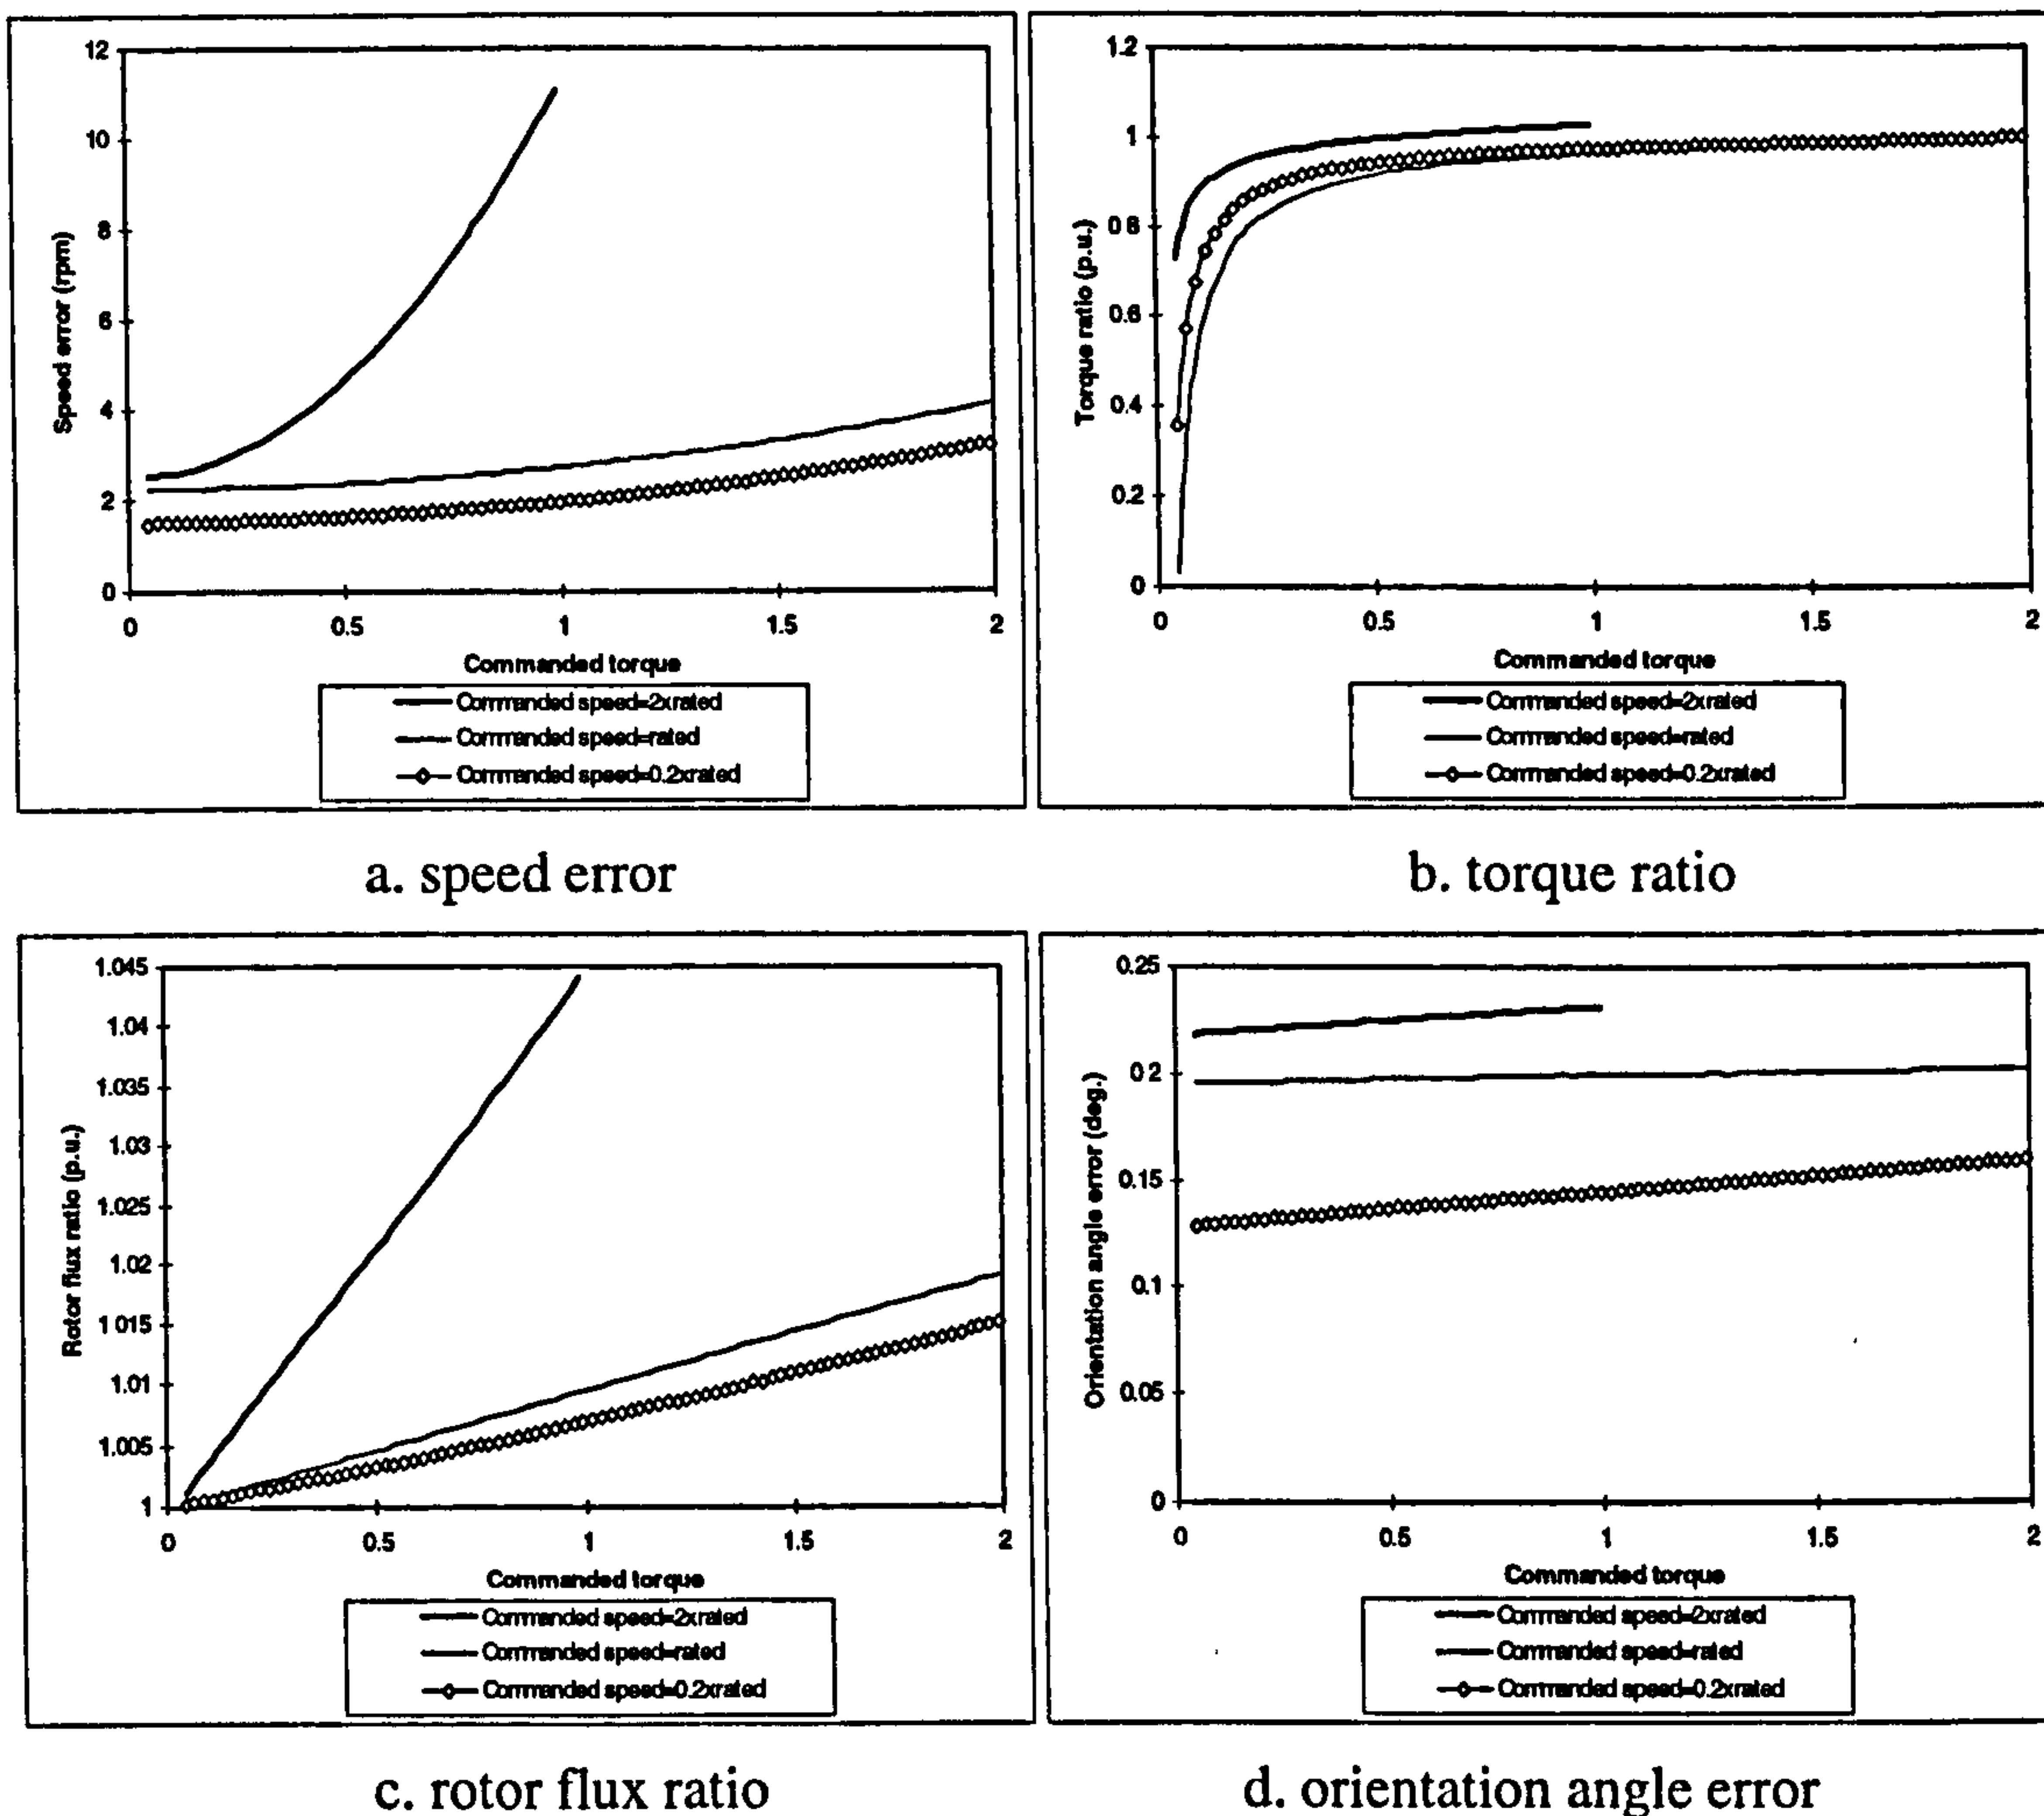 12
10
8
6
4
2
0
Speed error (rpm)
0 0.5 1 1.5 2
Commanded torque
Commanded speed=2xrated
Commanded speed=rated
Commanded speed=0.2xrated
a. speed error
1.2
1
0.8
0.6
0.4
0.2
0
Torque ratio (p.u.)
0 0.5 1 1.5 2
Commanded torque
Commanded speed=2xrated
Commanded speed=rated
Commanded speed=0.2xrated
b. torque ratio
1.045
1.04
1.035
1.03
1.025
1.02
1.015
1.01
1.005
1
Rotor flux ratio (p.u.)
0 0.5 1 1.5 2
Commanded torque
Commanded speed=2xrated
Commanded speed=rated
Commanded speed=0.2xrated
c. rotor flux ratio
0.25
0.2
0.15
0.1
0.05
0
Orientation angle error (deg.)
0 0.5 1 1.5 2
Commanded torque
Commanded speed=2xrated
Commanded speed=rated
Commanded speed=0.2xrated
d. orientation angle error